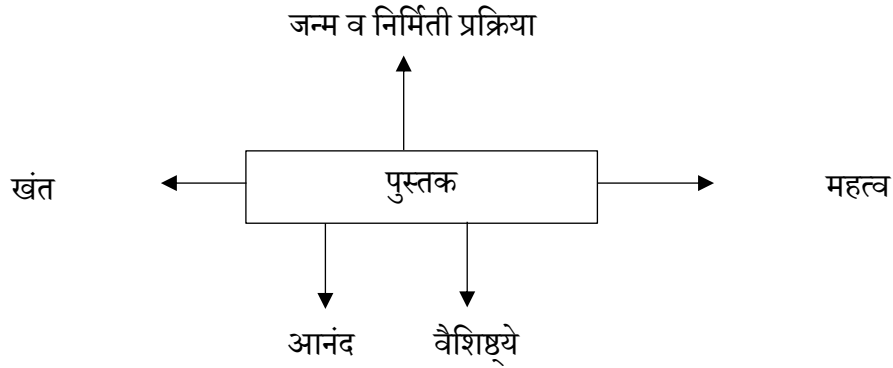 जन्म व निर्मिती प्रक्रिया
खंत पुस्तक महत्व
आनंद वैशिष्ठ्ये